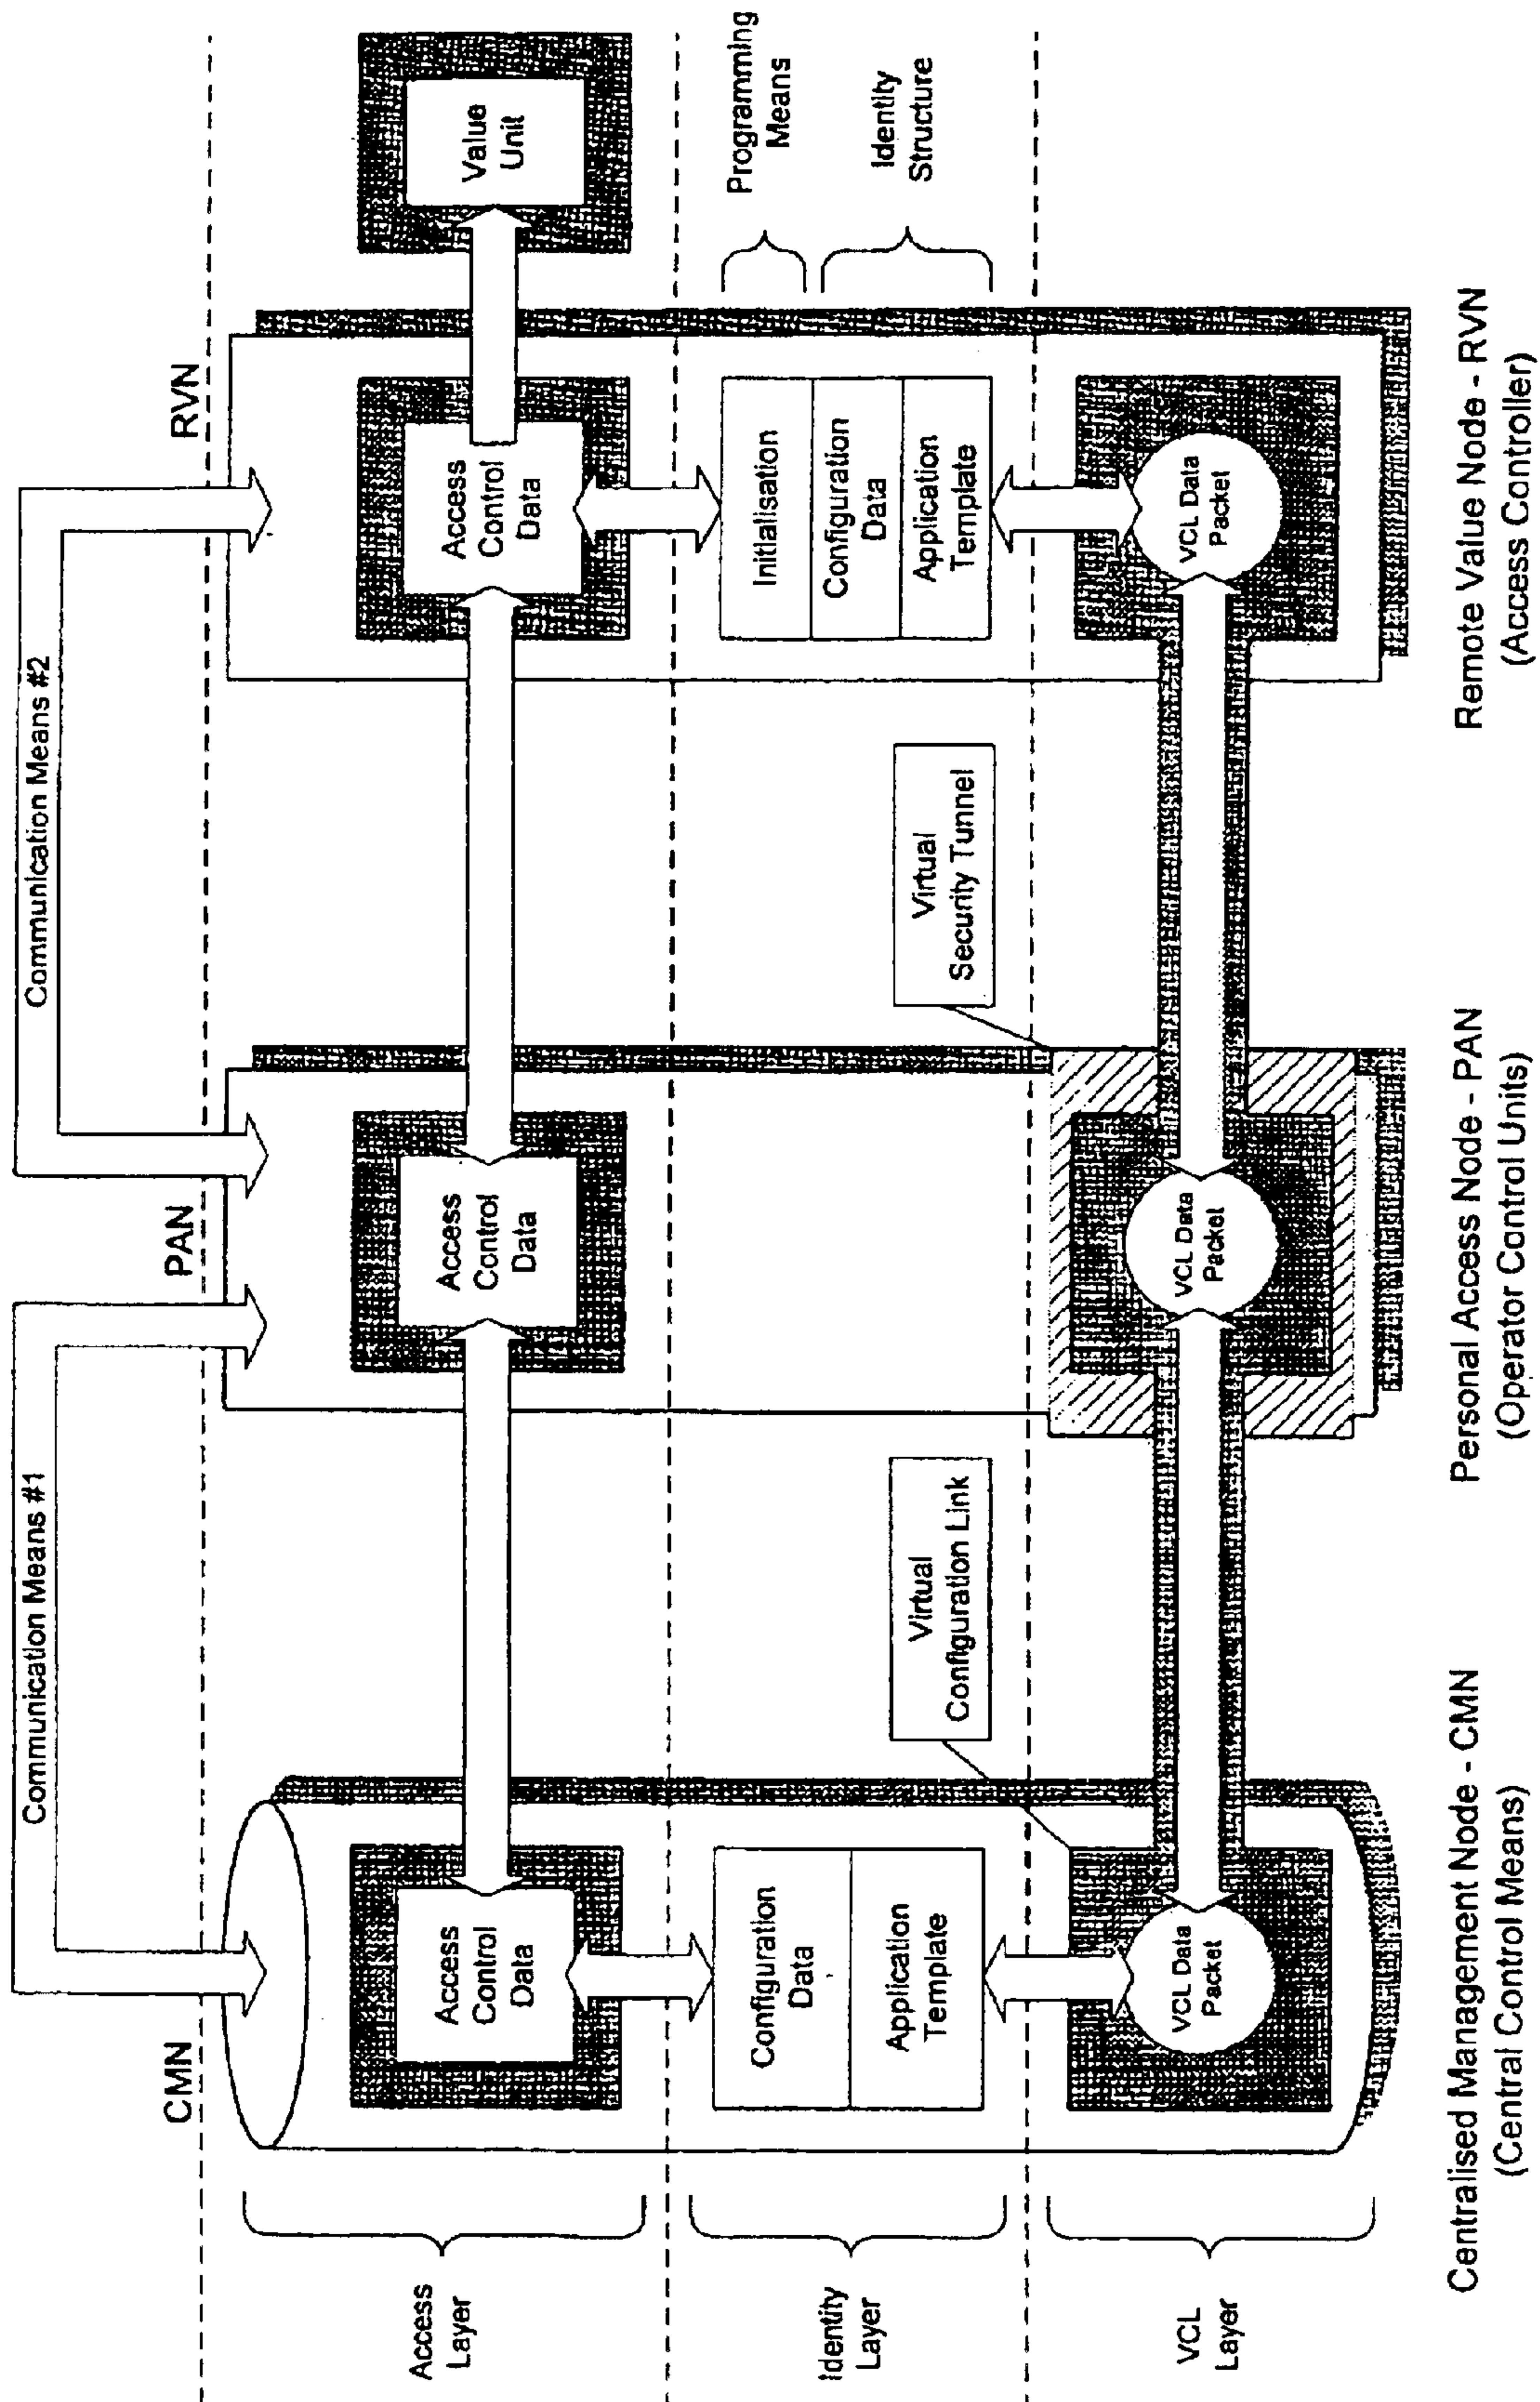 Communication Means #1
Communication Means #2
CMN
PAN
RVN
Access
Layer
Access
Control
Data
Access
Control
Data
Access
Control
Data
Value
Unit
Identity
Layer
Configuration
Data
Application
Template
Virtual
Configuration Link
Virtual
Security Tunnel
Initialisation
Configuration
Data
Application
Template
Programming
Means
Identity
Structure
VCL
Layer
VCL Data
Packet
VCL Data
Packet
VCL Data
Packet
Centralised Management Node - CMN
(Central Control Means)
Personal Access Node - PAN
(Operator Control Units)
Remote Value Node - RVN
(Access Controller)